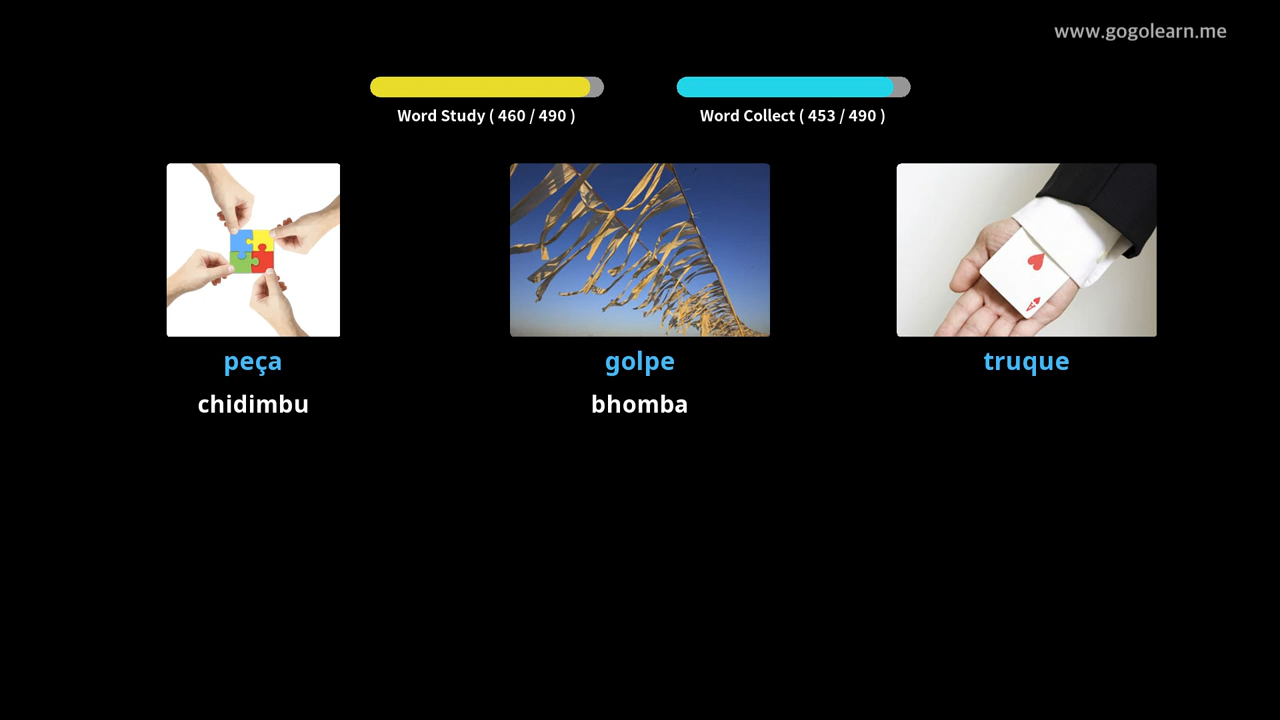 www.gogolearn.me
Word Study ( 460 / 490 )
Word Collect ( 453 / 490 )
peça
golpe
truque
chidimbu
bhomba